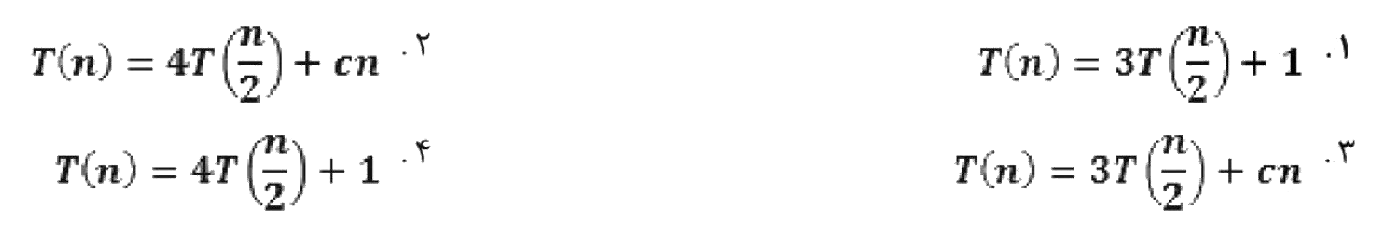 ۱. T(n) = 3T(n/2) + 1
۲. T(n) = 4T(n/2) + cn
۳. T(n) = 3T(n/2) + cn
۴. T(n) = 4T(n/2) + 1